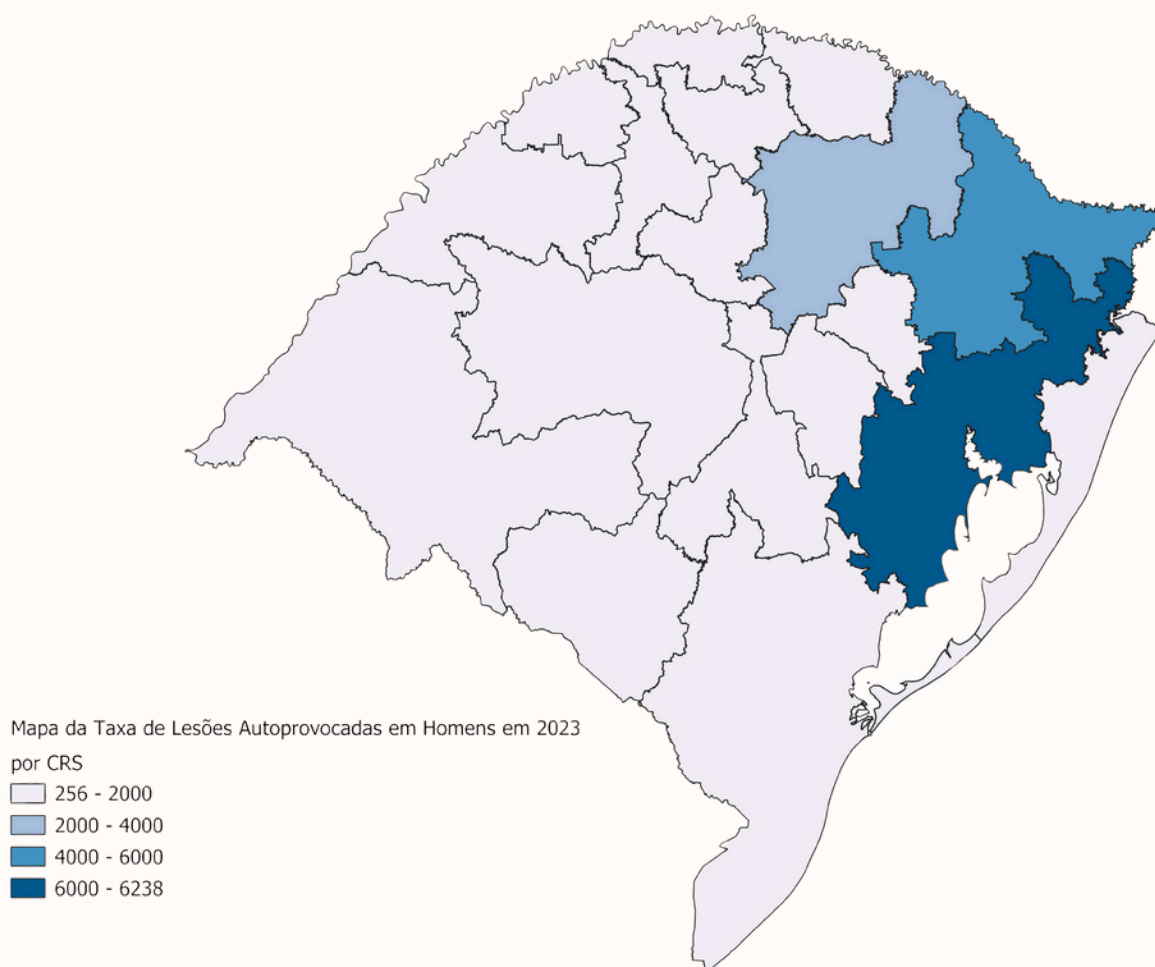 Mapa da Taxa de Lesões Autoprovocadas em Homens em 2023
por CRS
256 - 2000
2000 - 4000
4000 - 6000
6000 - 6238